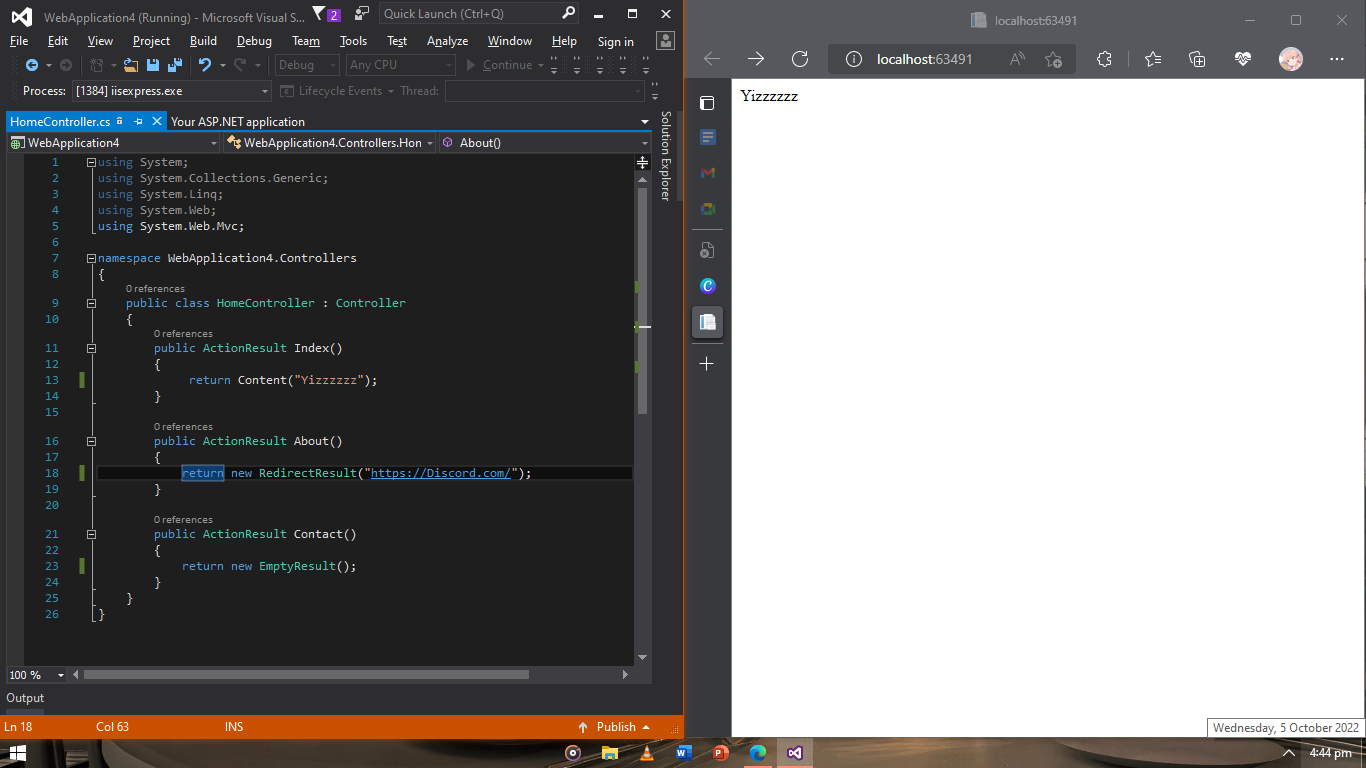 WebApplication4 (Running) - Microsoft Visual S...
2
Quick Launch (Ctrl+Q)
File Edit View Project Build Debug Team Tools Test Analyze Window Help Sign in
Debug Any CPU Continue
Process: [1384] iisexpress.exe Lifecycle Events Thread:
HomeController.cs Your ASP.NET application
WebApplication4 WebApplication4.Controllers.Hon About()
1 using System;
2 using System.Collections.Generic;
3 using System.Linq;
4 using System.Web;
5 using System.Web.Mvc;
6
7 namespace WebApplication4.Controllers
8 {
0 references
9 public class HomeController : Controller
10 {
0 references
11 public ActionResult Index()
12 {
13 return Content("Yizzzzzz");
14 }
15
0 references
16 public ActionResult About()
17 {
18 return new RedirectResult("https://Discord.com/");
19 }
20
0 references
21 public ActionResult Contact()
22 {
23 return new EmptyResult();
24 }
25 }
26 }
100 %
Output
Ln 18 Col 63 INS Publish
Solution Explorer
localhost:63491
localhost:63491
Yizzzzzz
Wednesday, 5 October 2022
4:44 pm